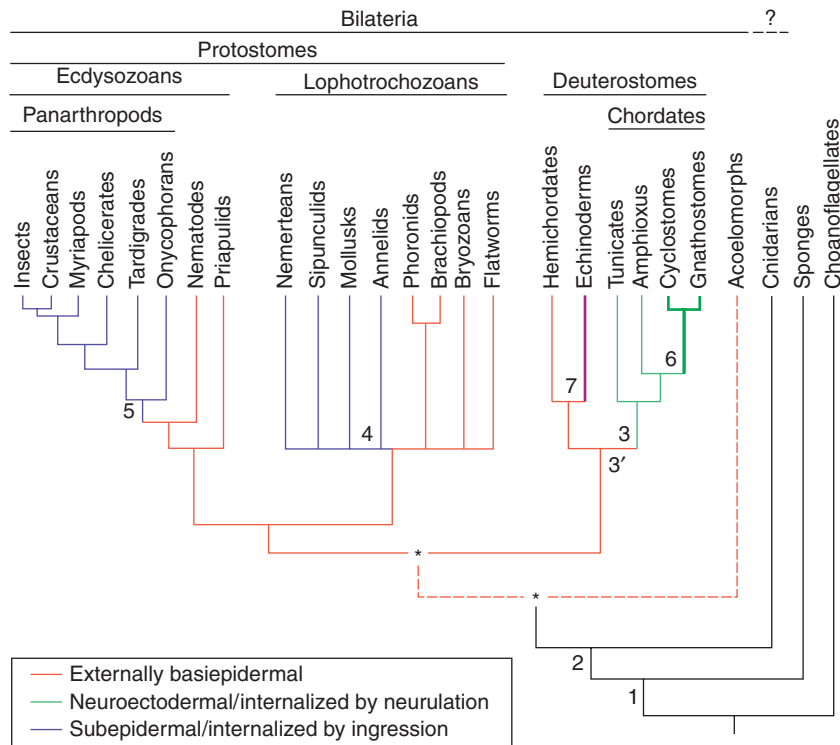 Bilateria ?
Protostomes
Ecdysozoans Lophotrochozoans Deuterostomes
Panarthropods Chordates
Insects
Crustaceans
Myriapods
Chelicerates
Tardigrades
Onycophorans
Nematodes
Priapulids
Nemerteans
Sipunculids
Mollusks
Annelids
Phoronids
Brachiopods
Bryozoans
Flatworms
Hemichordates
Echinoderms
Tunicates
Amphioxus
Cyclostomes
Gnathostomes
Acoelomorphs
Cnidarians
Sponges
Choanoflagellates
6
7
5
4 3
3′
*
*
2
1
Externally basiepidermal
Neuroectodermal/internalized by neurulation
Subepidermal/internalized by ingression